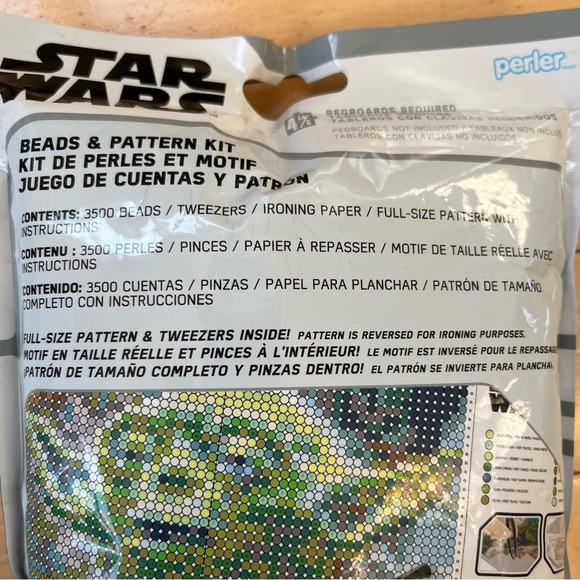 STAR
WARS
perler
PEGBOARDS REQUIRED
TABLEROS CON CLAVIJAS REQUERIDOS
PEGBOARDS NOT INCLUDED / TABLEAUX NON INCLUS
TABLEROS CON CLAVIJAS NO INCLUIDOS
BEADS & PATTERN KIT
KIT DE PERLES ET MOTIF
JUEGO DE CUENTAS Y PATRÓN
CONTENTS: 3500 BEADS / TWEEZERS / IRONING PAPER / FULL-SIZE PATTERN WITH
INSTRUCTIONS
CONTENU : 3500 PERLES / PINCES / PAPIER À REPASSER / MOTIF DE TAILLE RÉELLE AVEC
INSTRUCTIONS
CONTENIDO: 3500 CUENTAS / PINZAS / PAPEL PARA PLANCHAR / PATRÓN DE TAMAÑO
COMPLETO CON INSTRUCCIONES
FULL-SIZE PATTERN & TWEEZERS INSIDE! PATTERN IS REVERSED FOR IRONING PURPOSES.
MOTIF EN TAILLE RÉELLE ET PINCES À L'INTÉRIEUR! LE MOTIF EST INVERSÉ POUR LE REPASSAGE
¡PATRÓN DE TAMAÑO COMPLETO Y PINZAS DENTRO! EL PATRÓN SE INVIERTE PARA PLANCHAR.